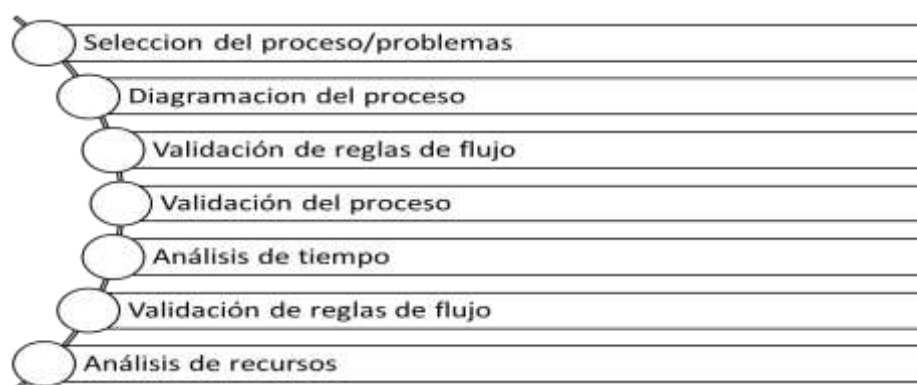 Seleccion del proceso/problemas
Diagramacion del proceso
Validación de reglas de flujo
Validación del proceso
Análisis de tiempo
Validación de reglas de flujo
Análisis de recursos